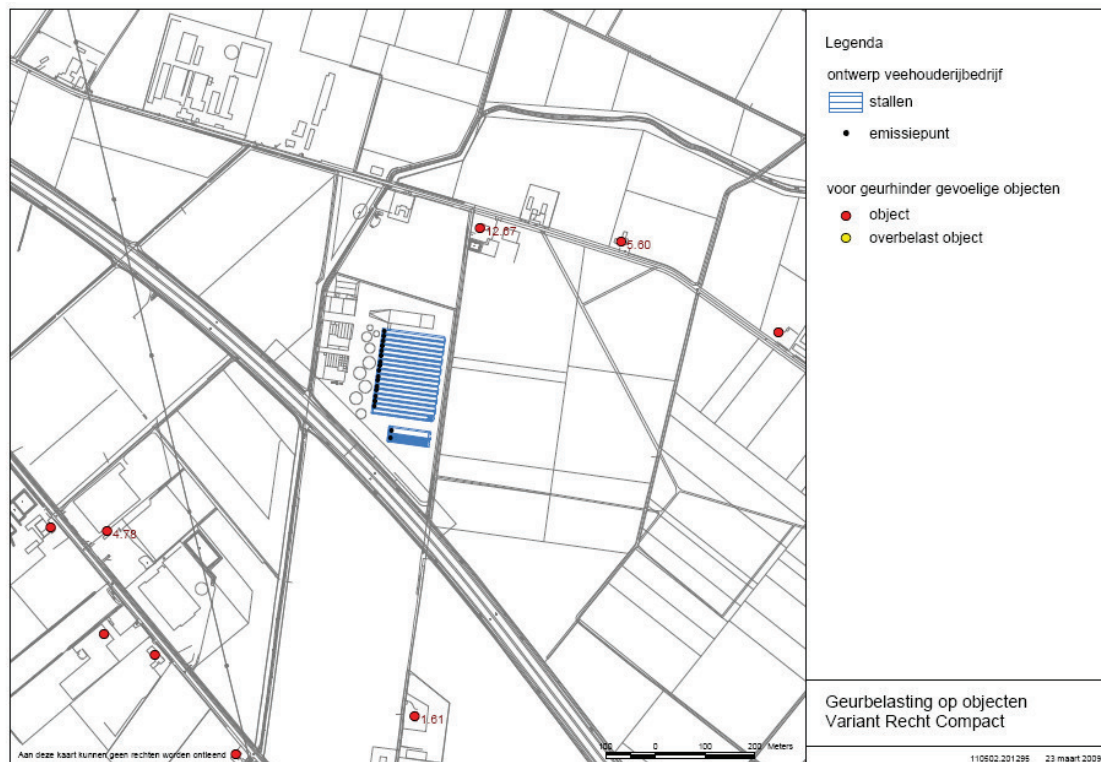 Legenda
ontwerp veehouderijbedrijf
stallen
emissiepunt
voor geurhinder gevoelige objecten
object
overbelast object
12.67
5.60
4.78
1.61
Aan deze kaart kunnen geen rechten worden ontleend
100 0 100 200 Meters
Geurbelasting op objecten
Variant Recht Compact
110502.201295 23 maart 2009